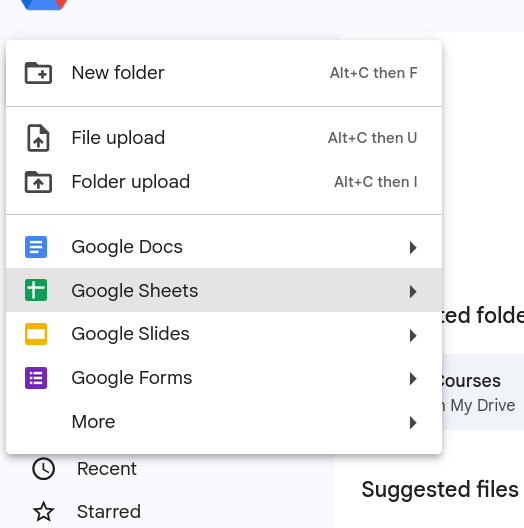 New folder Alt+C then F
File upload Alt+C then U
Folder upload Alt+C then I
Google Docs
Google Sheets
ted folde
Google Slides
Google Forms
Courses
My Drive
More
Recent
Suggested files
Starred